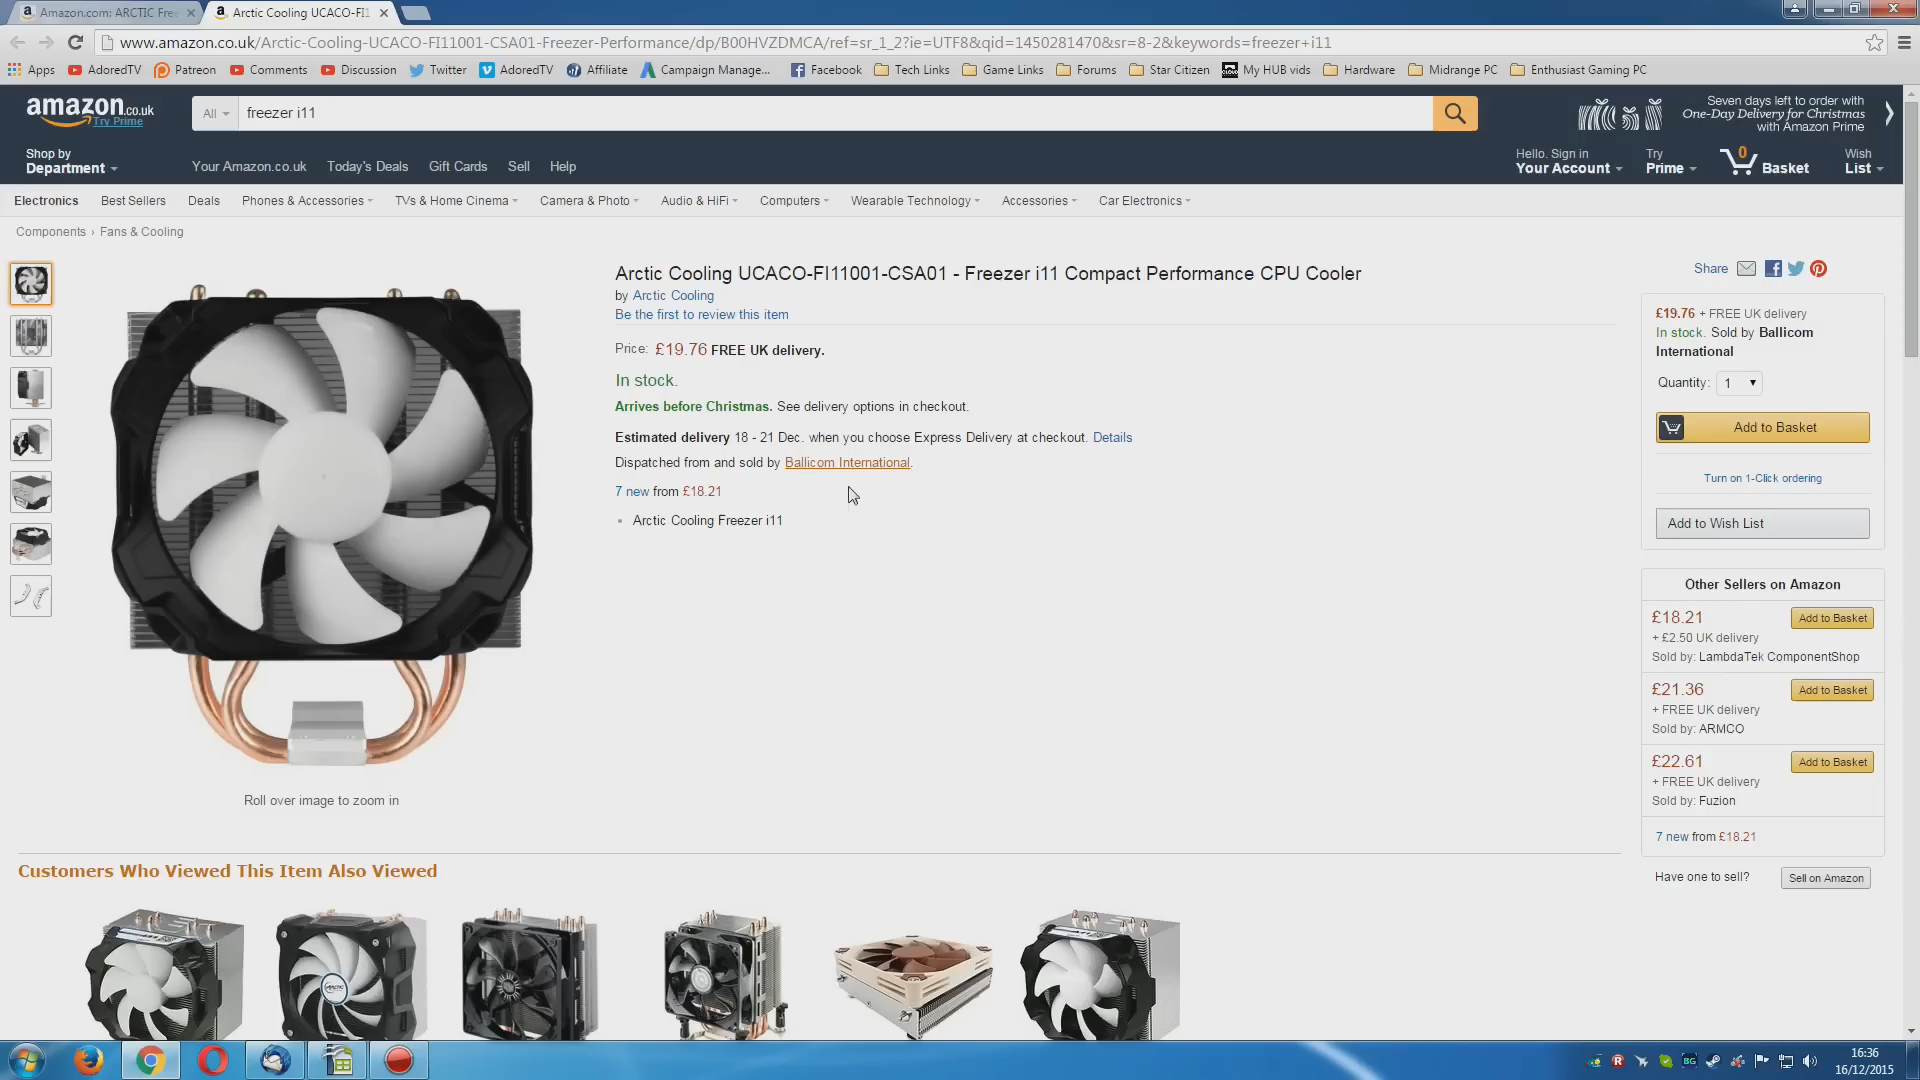 Amazon.com: ARCTIC Free
Arctic Cooling UCACO-FI1
www.amazon.co.uk/Arctic-Cooling-UCACO-FI11001-CSA01-Freezer-Performance/dp/B00HVZDMCA/ref=sr_1_2?ie=UTF8&qid=1450281470&sr=8-2&keywords=freezer+i11
Apps AdoredTV Patreon Comments Discussion Twitter AdoredTV Affiliate Campaign Manage... Facebook Tech Links Game Links Forums Star Citizen My HUB vids Hardware Midrange PC Enthusiast Gaming PC
amazon.co.uk
Try Prime
All freezer i11
Seven days left to order with
One-Day Delivery for Christmas
with Amazon Prime
Shop by
Department
Your Amazon.co.uk Today's Deals Gift Cards Sell Help
Hello. Sign in
Your Account
Try
Prime
0
Basket
Wish
List
Electronics Best Sellers Deals Phones & Accessories TVs & Home Cinema Camera & Photo Audio & HiFi Computers Wearable Technology Accessories Car Electronics
Components › Fans & Cooling
Arctic Cooling UCACO-FI11001-CSA01 - Freezer i11 Compact Performance CPU Cooler
by Arctic Cooling
Be the first to review this item
Price: £19.76 FREE UK delivery.
In stock.
Arrives before Christmas. See delivery options in checkout.
Estimated delivery 18 - 21 Dec. when you choose Express Delivery at checkout. Details
Dispatched from and sold by Ballicom International.
7 new from £18.21
Arctic Cooling Freezer i11
Roll over image to zoom in
Share
£19.76 + FREE UK delivery
In stock. Sold by Ballicom
International
Quantity: 1
Add to Basket
Turn on 1-Click ordering
Add to Wish List
Other Sellers on Amazon
£18.21 Add to Basket
+ £2.50 UK delivery
Sold by: LambdaTek ComponentShop
£21.36 Add to Basket
+ FREE UK delivery
Sold by: ARMCO
£22.61 Add to Basket
+ FREE UK delivery
Sold by: Fuzion
7 new from £18.21
Have one to sell? Sell on Amazon
Customers Who Viewed This Item Also Viewed
16:36
16/12/2015